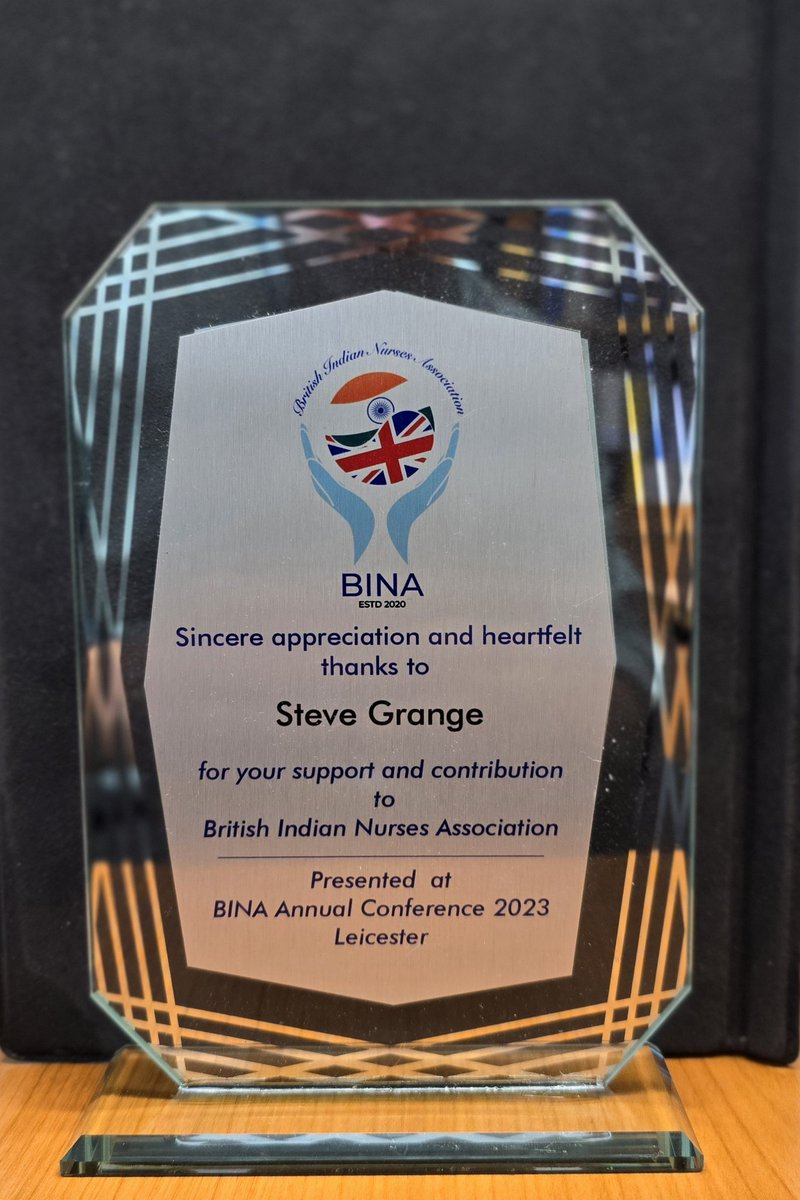 British Indian Nurses Association
BINA
ESTD 2020
Sincere appreciation and heartfelt
thanks to
Steve Grange
for your support and contribution
to
British Indian Nurses Association
Presented at
BINA Annual Conference 2023
Leicester